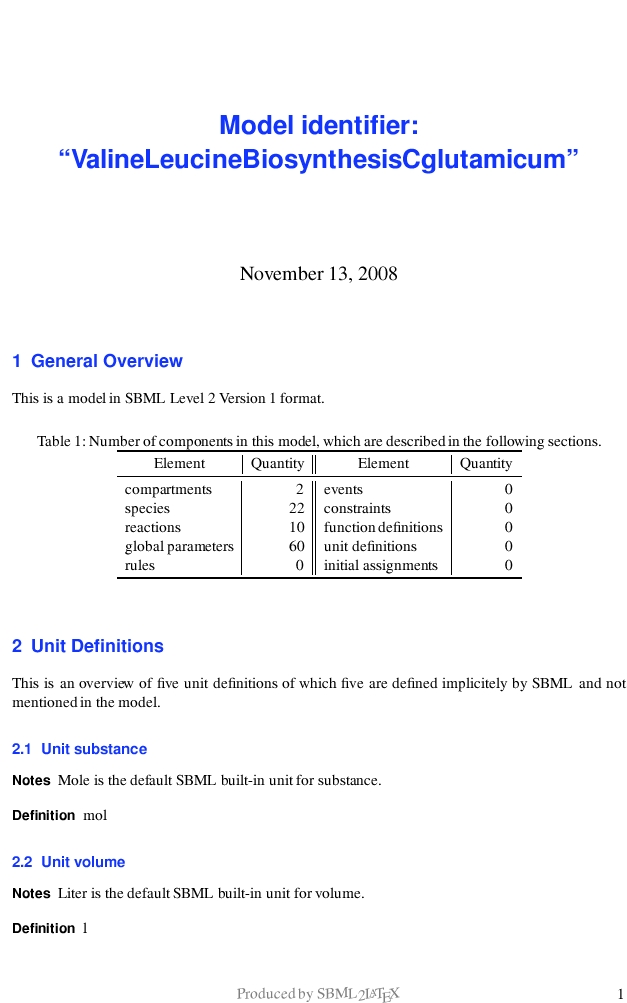 Model identifier:
“ValineLeucineBiosynthesisCglutamicum”
November 13, 2008
1 General Overview
This is a model in SBML Level 2 Version 1 format.
Table 1: Number of components in this model, which are described in the following sections.
Element Quantity Element Quantity
compartments 2 events 0
species 22 constraints 0
reactions 10 function definitions 0
global parameters 60 unit definitions 0
rules 0 initial assignments 0
2 Unit Definitions
This is an overview of five unit definitions of which five are defined implicitely by SBML and not
mentioned in the model.
2.1 Unit substance
Notes Mole is the default SBML built-in unit for substance.
Definition mol
2.2 Unit volume
Notes Liter is the default SBML built-in unit for volume.
Definition l
Produced by SBML2LATEX 1